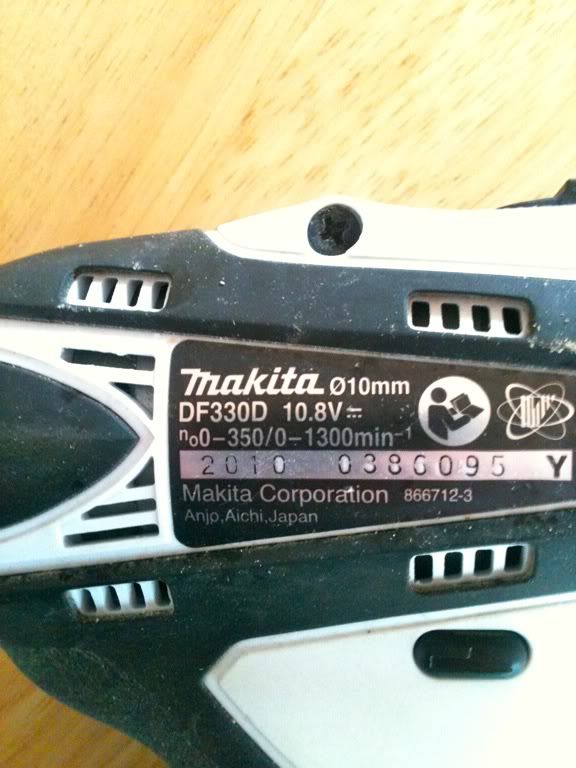 makita Ø10mm
DF330D 10.8V⎓
n₀0-350/0-1300min⁻¹
2010 0386095 Y
Makita Corporation 866712-3
Anjo,Aichi,Japan